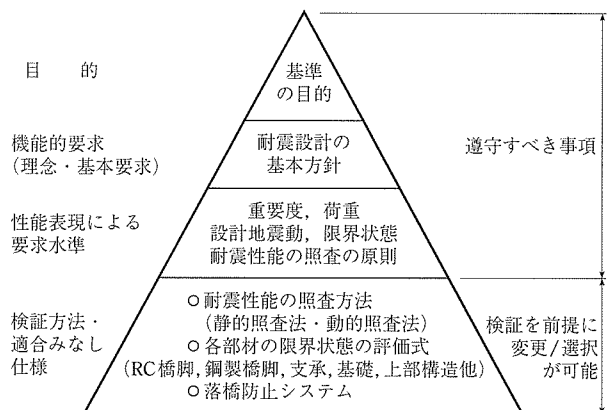 目　　的
基準
の目的
機能的要求
(理念・基本要求)
耐震設計の
基本方針
遵守すべき事項
性能表現による
要求水準
重要度，荷重
設計地震動，限界状態
耐震性能の照査の原則
検証方法・
適合みなし
仕様
○耐震性能の照査方法
(静的照査法・動的照査法)
○各部材の限界状態の評価式
(RC橋脚，鋼製橋脚，支承，基礎，上部構造他)
○落橋防止システム
検証を前提に
変更/選択
が可能